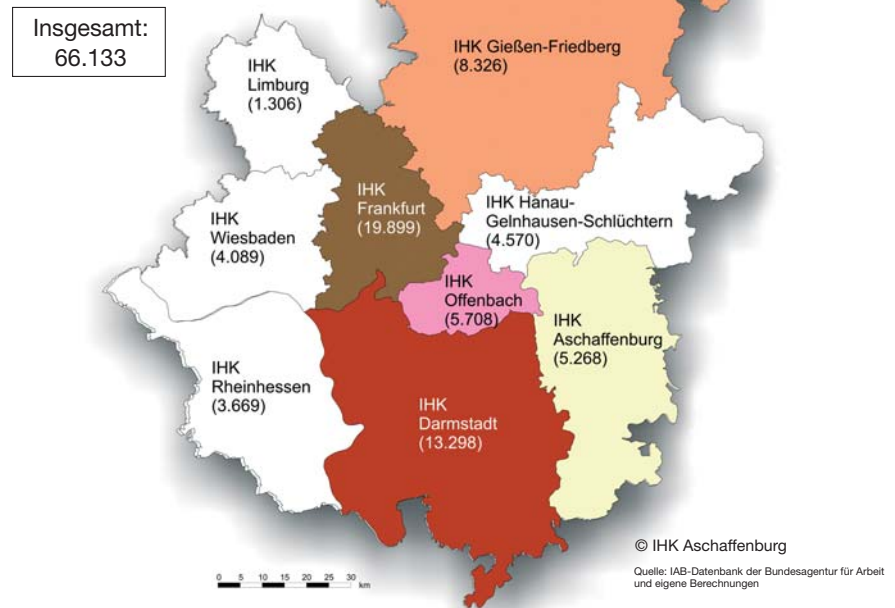 Insgesamt:
66.133
IHK Gießen-Friedberg
(8.326)
IHK
Limburg
(1.306)
IHK
Frankfurt
(19.899)
IHK Hanau-
Gelnhausen-Schlüchtern
(4.570)
IHK
Wiesbaden
(4.089)
IHK
Offenbach
(5.708)
IHK
Aschaffenburg
(5.268)
IHK
Rheinhessen
(3.669)
IHK
Darmstadt
(13.298)
© IHK Aschaffenburg
Quelle: IAB-Datenbank der Bundesagentur für Arbeit
und eigene Berechnungen
0 5 10 15 20 25 30
km